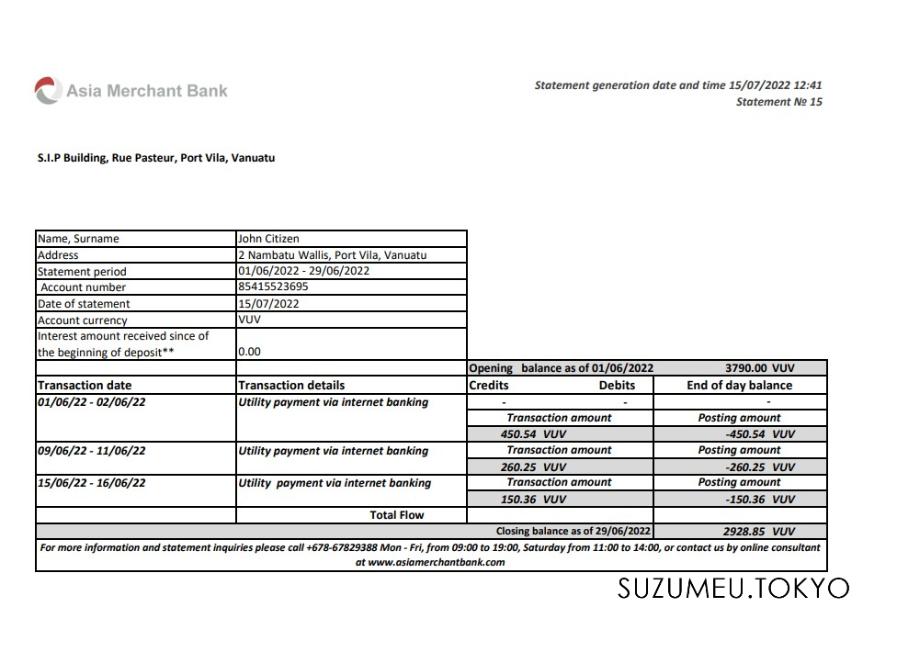 Asia Merchant Bank
Statement generation date and time 15/07/2022 12:41
Statement № 15
S.I.P Building, Rue Pasteur, Port Vila, Vanuatu
Name, Surname John Citizen
Address 2 Nambatu Wallis, Port Vila, Vanuatu
Statement period 01/06/2022 - 29/06/2022
Account number 85415523695
Date of statement 15/07/2022
Account currency VUV
Interest amount received since of
the beginning of deposit** 0.00
Opening balance as of 01/06/2022 3790.00 VUV
Transaction date Transaction details Credits Debits End of day balance
01/06/22 - 02/06/22 Utility payment via internet banking - - -
Transaction amount Posting amount
450.54 VUV -450.54 VUV
09/06/22 - 11/06/22 Utility payment via internet banking Transaction amount Posting amount
260.25 VUV -260.25 VUV
15/06/22 - 16/06/22 Utility payment via internet banking Transaction amount Posting amount
150.36 VUV -150.36 VUV
Total Flow
Closing balance as of 29/06/2022 2928.85 VUV
For more information and statement inquiries please call +678-67829388 Mon - Fri, from 09:00 to 19:00, Saturday from 11:00 to 14:00, or contact us by online consultant
at www.asiamerchantbank.com
SUZUMEU.TOKYO